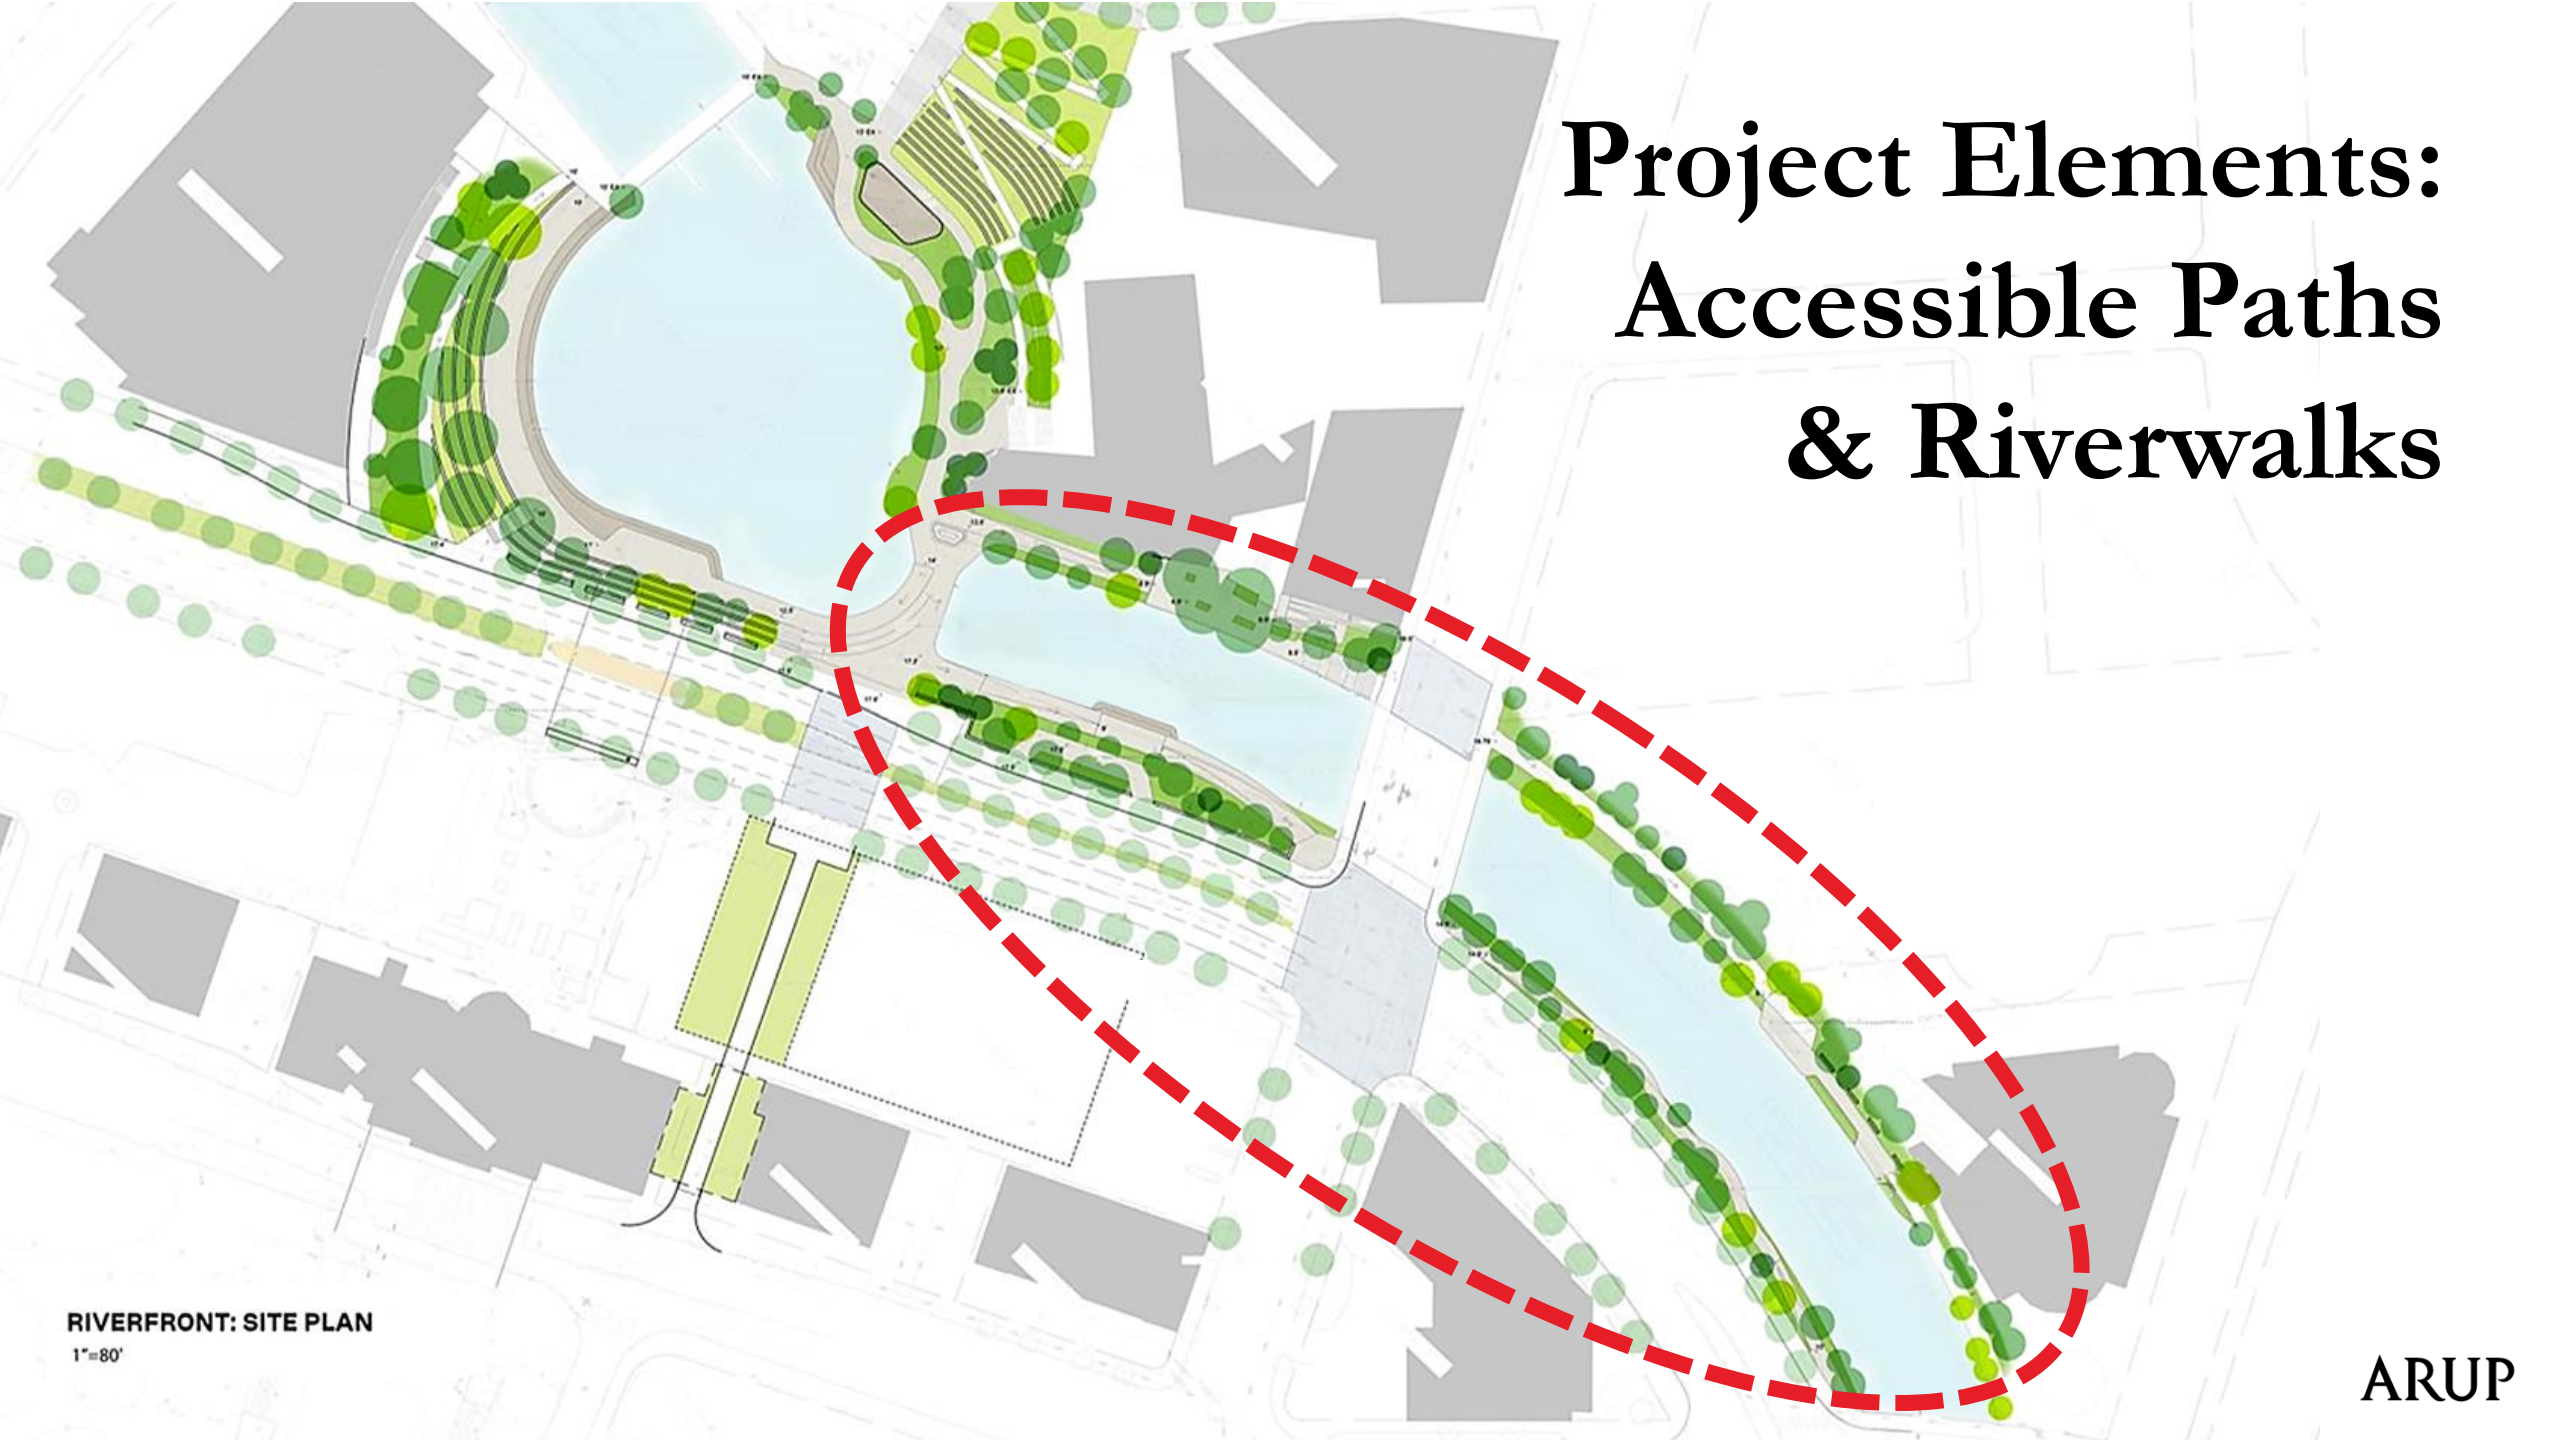 Project Elements:
Accessible Paths
& Riverwalks
RIVERFRONT: SITE PLAN
1"=80'
ARUP